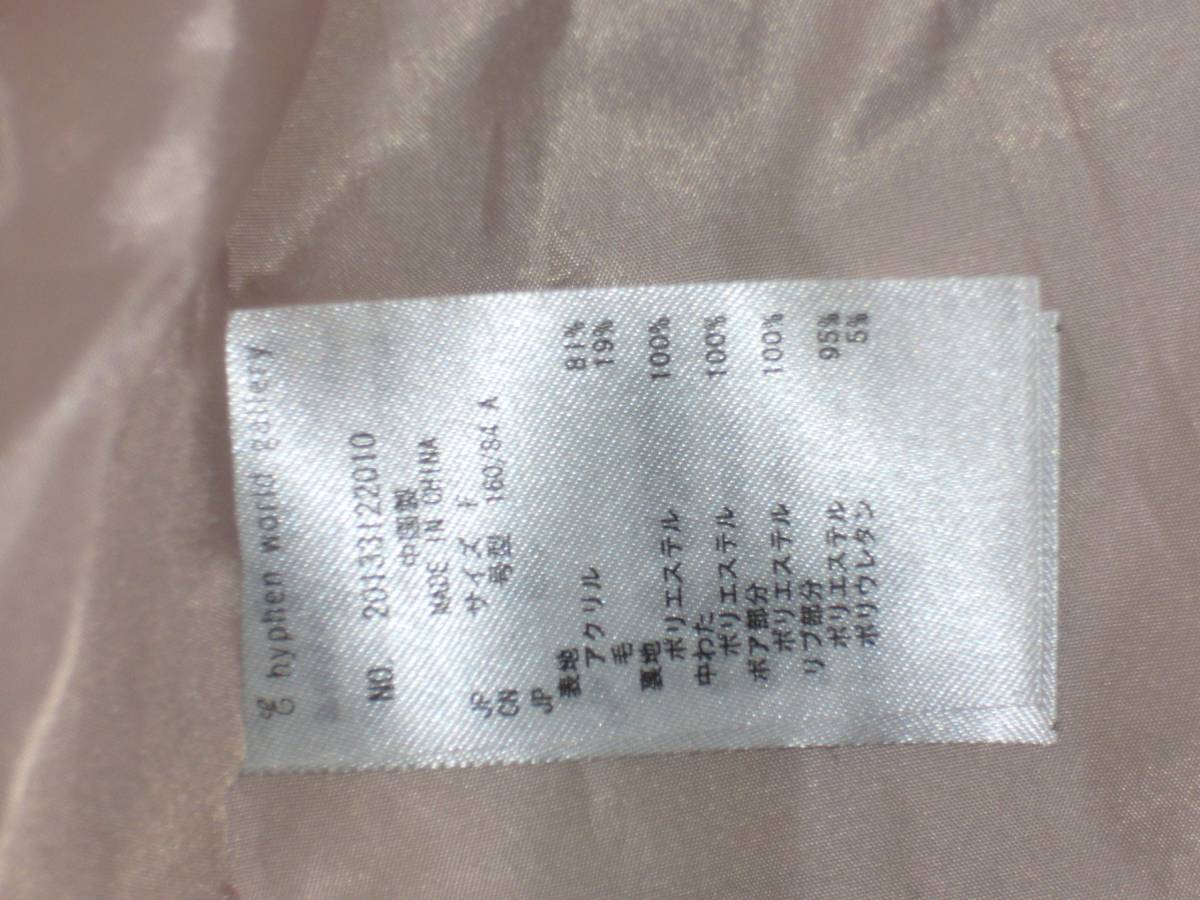 E hyphen world gallery
NO. 20133122010
中国製
MADE IN CHINA
JP サイズ F
CN 号型 160/84 A
JP
表地
アクリル 81%
毛 19%
裏地
ポリエステル 100%
中わた
ポリエステル 100%
ボア部分
ポリエステル 100%
リブ部分
ポリエステル 95%
ポリウレタン 5%